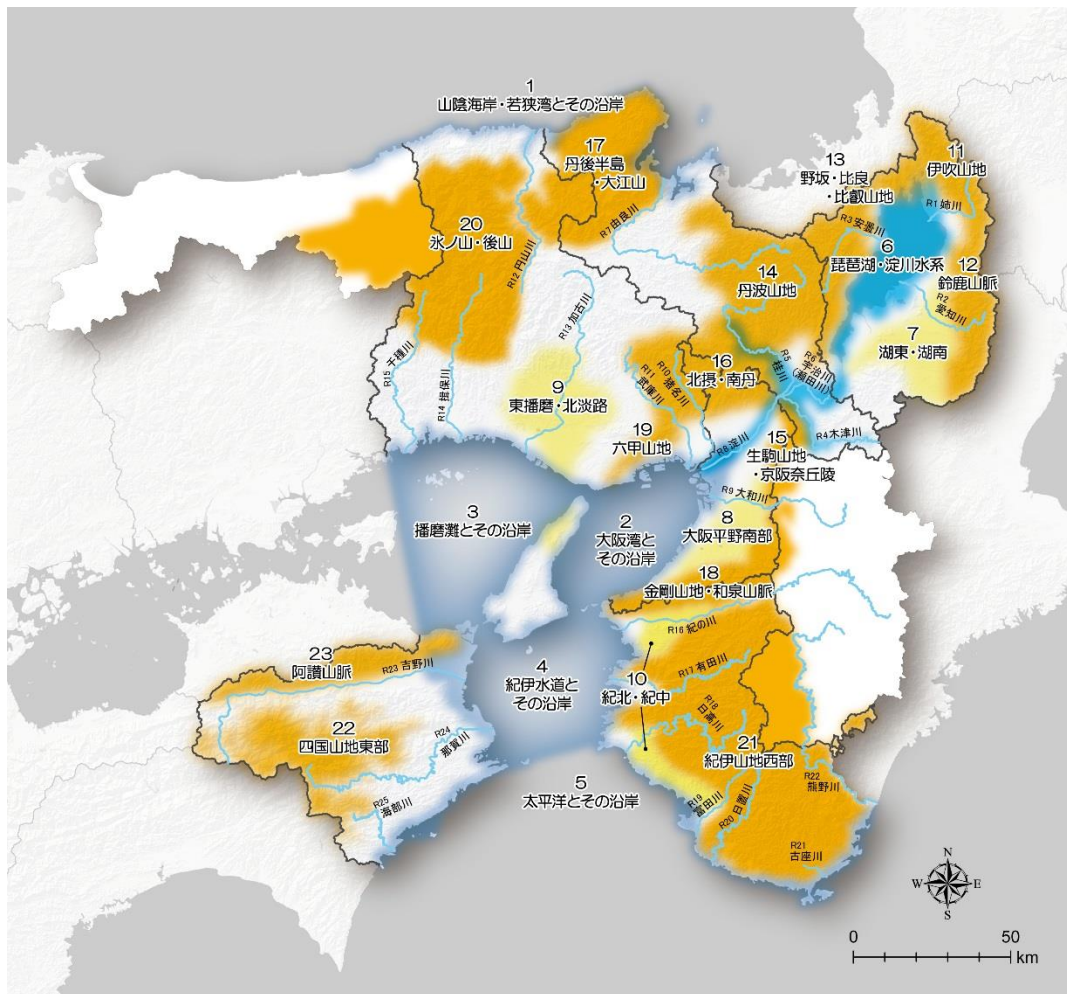 1
山陰海岸・若狭湾とその沿岸
17
丹後半島
・大江山
13
野坂・比良
・比叡山地
11
伊吹山地
R1 姉川
R3 安曇川
6
琵琶湖・淀川水系
12
鈴鹿山脈
R2
愛知川
7
湖東・湖南
20
氷ノ山・後山
R12 円山川
R7 由良川
14
丹波山地
R13 加古川
R15 千種川
R14 揖保川
9
東播磨・北淡路
R11
武庫川
R10 猪名川
16
北摂・南丹
R5
桂川
R6
宇治川
(瀬田川)
19
六甲山地
R8 淀川
15
生駒山地
・京阪奈丘陵
R4 木津川
R9 大和川
3
播磨灘とその沿岸
2
大阪湾と
その沿岸
8
大阪平野南部
18
金剛山地・和泉山脈
R16 紀の川
23
阿讃山脈
R23 吉野川
4
紀伊水道と
その沿岸
10
紀北・紀中
R17 有田川
R18
日高川
22
四国山地東部
R24
那賀川
R25
海部川
21
紀伊山地西部
5
太平洋とその沿岸
R19
富田川
R20 日置川
R22
熊野川
R21
古座川
N
W
E
S
0
50
km